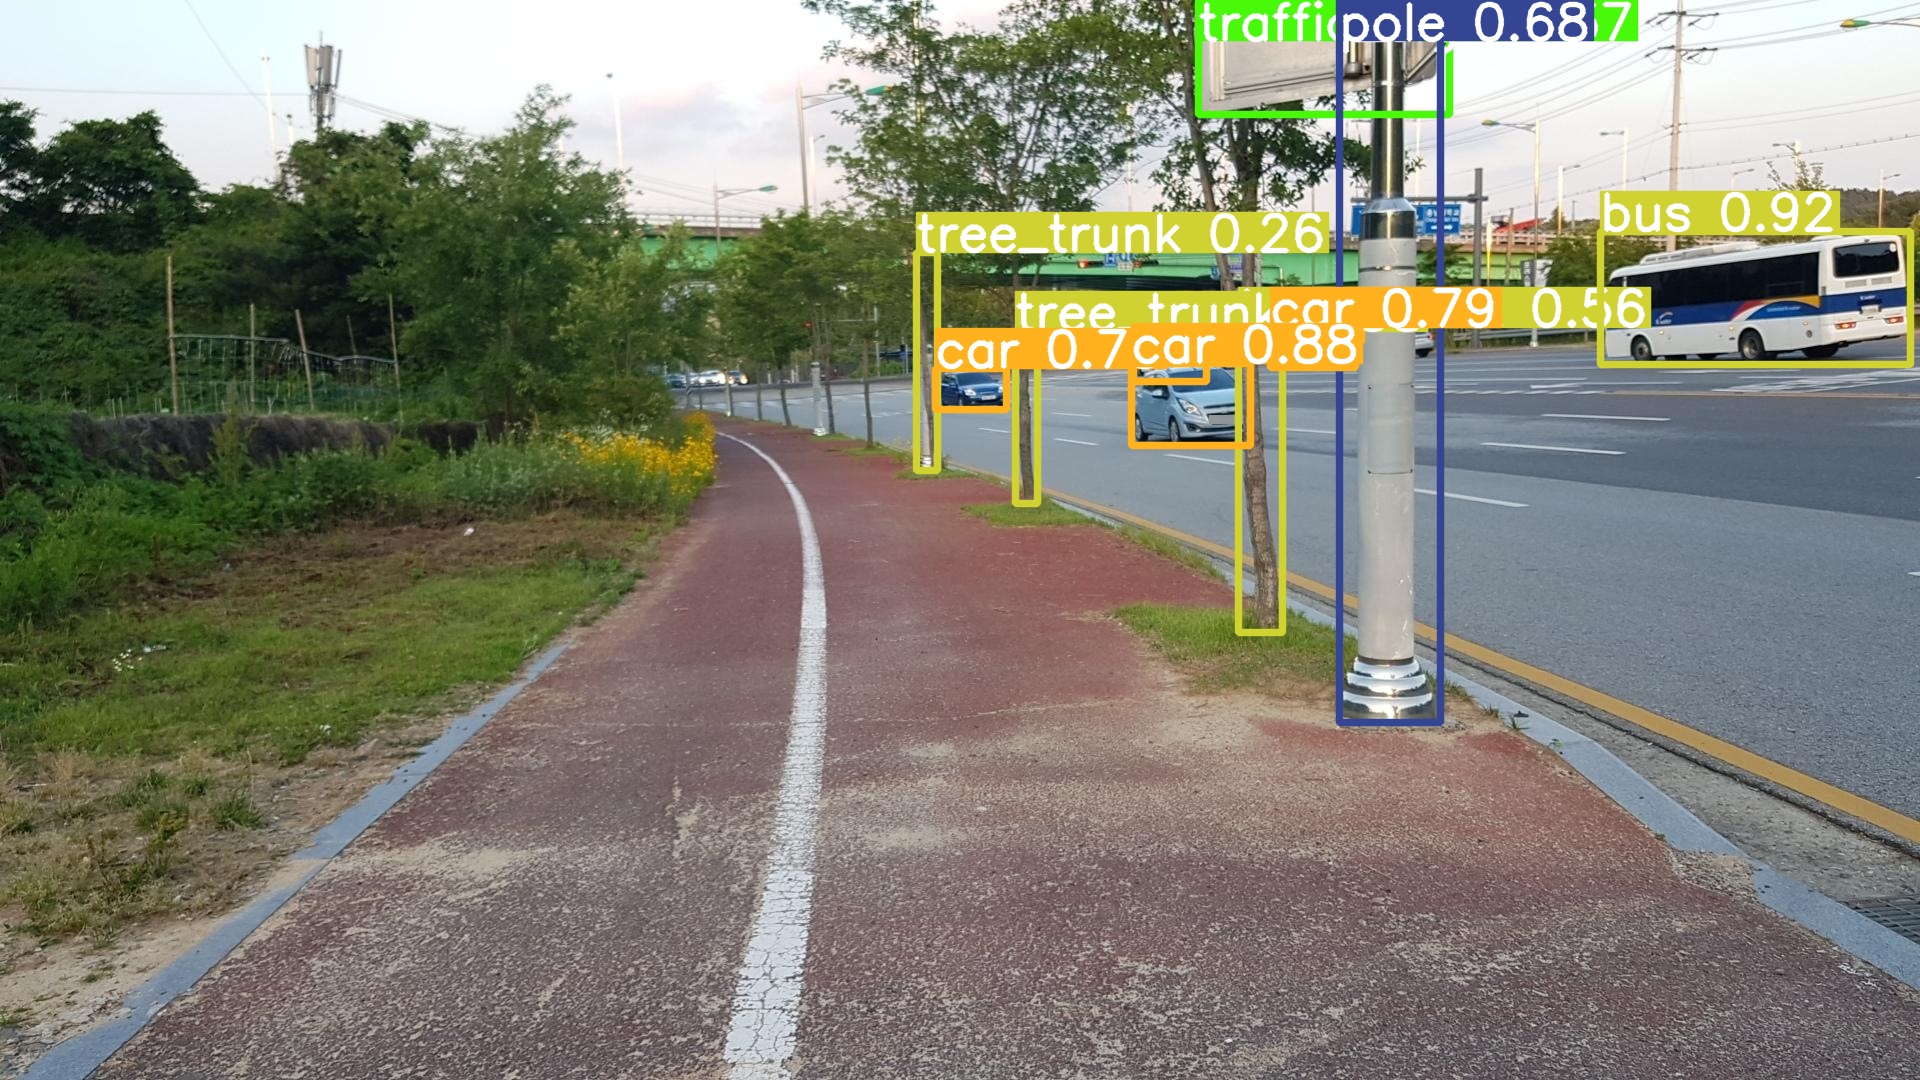 traffic
pole 0.68
7
bus 0.92
tree_trunk 0.26
tree_trunk
car 0.79
0.56
car 0.7
car 0.88